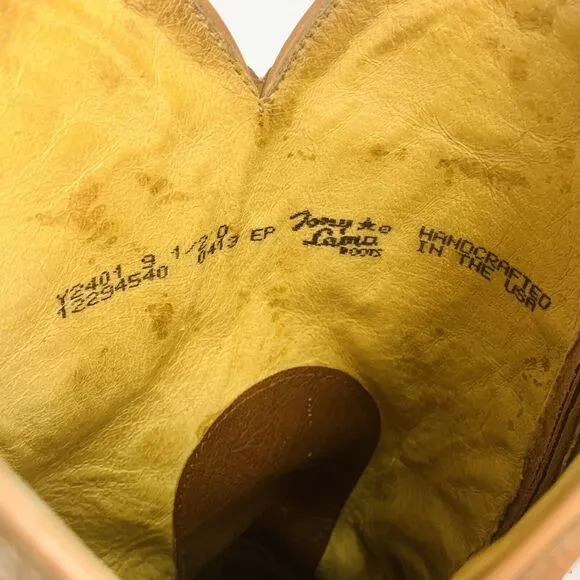 Y2401 9 1/2 D
12294540 0413 EP
Tony Lama ®
BOOTS
HANDCRAFTED
IN THE USA